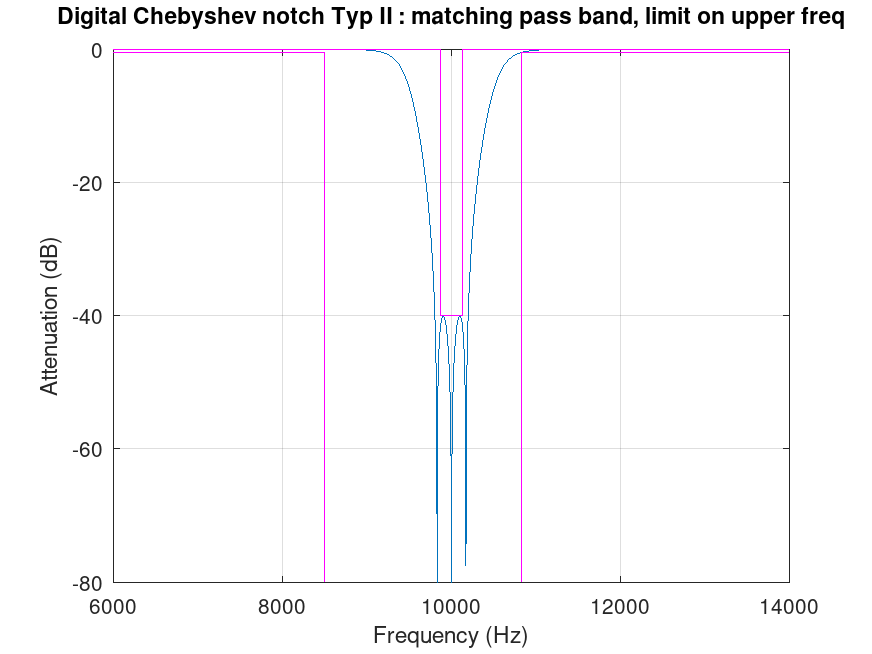 Digital Chebyshev notch Typ II : matching pass band, limit on upper freq
0
-20
-40
-60
-80
Attenuation (dB)
6000 8000 10000 12000 14000
Frequency (Hz)